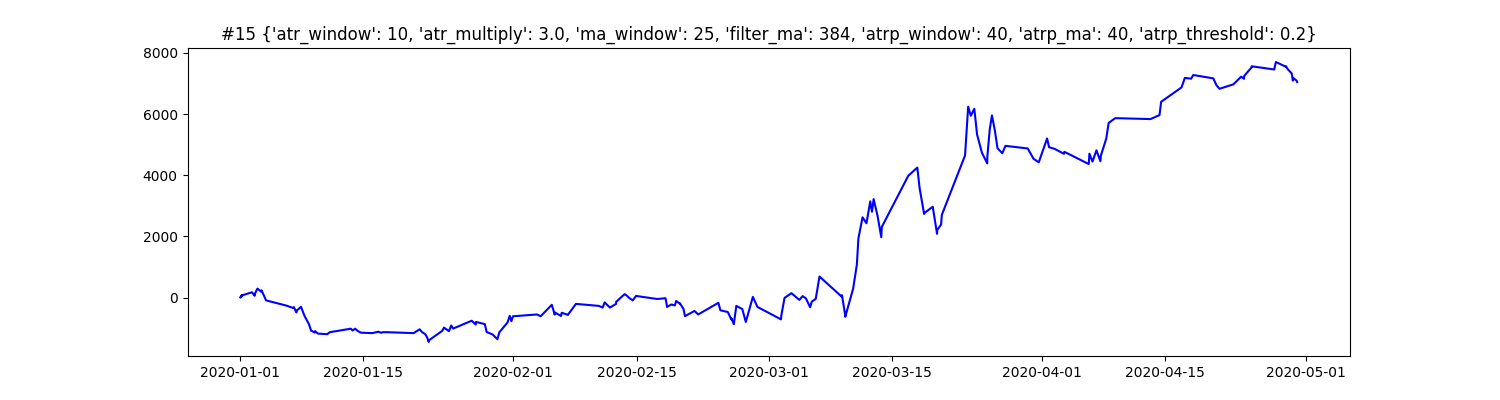 #15 {'atr_window': 10, 'atr_multiply': 3.0, 'ma_window': 25, 'filter_ma': 384, 'atrp_window': 40, 'atrp_ma': 40, 'atrp_threshold': 0.2}
8000
6000
4000
2000
0
2020-01-01 2020-01-15 2020-02-01 2020-02-15 2020-03-01 2020-03-15 2020-04-01 2020-04-15 2020-05-01